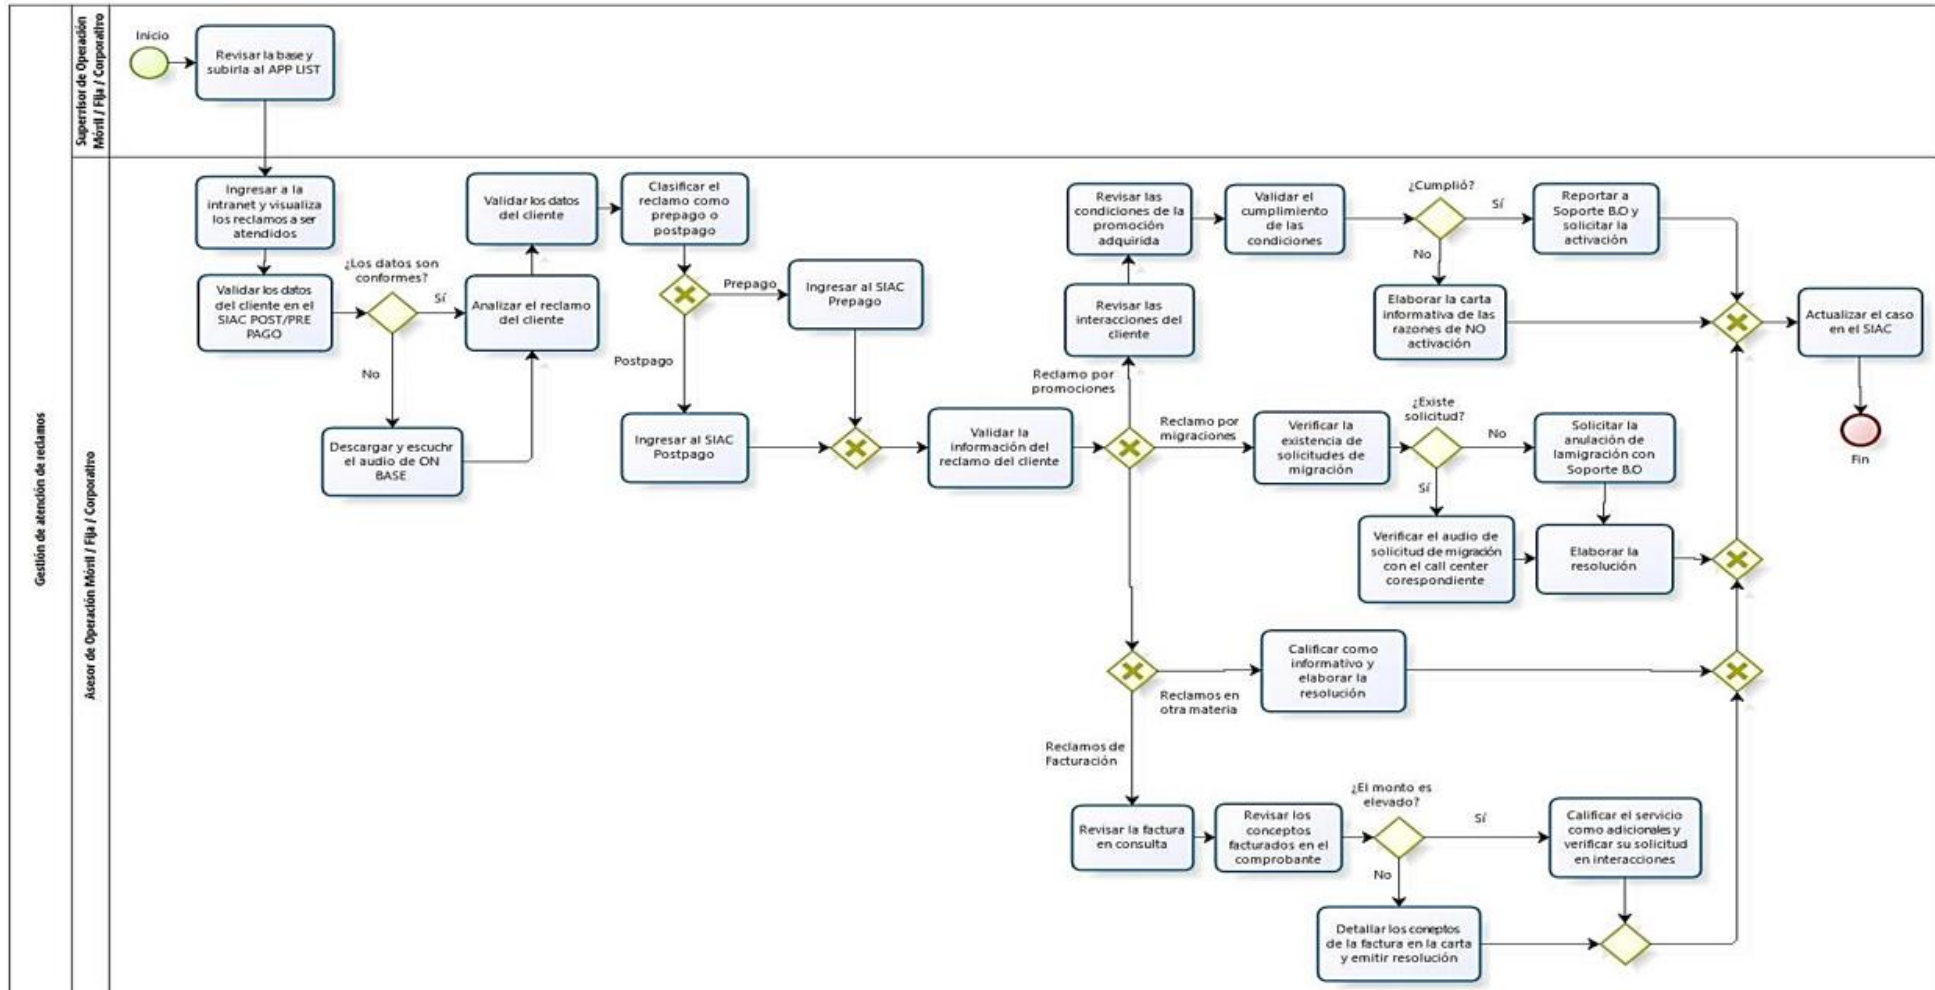 Gestión de atención de reclamos
Supervisor de Operación
Móvil / Fija / Corporativo
Inicio
Revisar la base y
subirla al APP LIST
Asesor de Operación Móvil / Fija / Corporativo
Ingresar a la
intranet y visualiza
los reclamos a ser
atendidos
Validar los datos
del cliente en el
SIAC POST/PRE
PAGO
¿Los datos son
conformes?
Sí
No
Descargar y escuchr
el audio de ON
BASE
Analizar el reclamo
del cliente
Validar los datos
del cliente
Clasificar el
reclamo como
prepago o
postpago
Prepago
Ingresar al SIAC
Prepago
Postpago
Ingresar al SIAC
Postpago
Validar la
información del
reclamo del cliente
Reclamo por
promociones
Revisar las
interacciones del
cliente
Revisar las
condiciones de la
promoción
adquirida
Validar el
cumplimiento
de las
condiciones
¿Cumplió?
Sí
Reportar a
Soporte B.O y
solicitar la
activación
No
Elaborar la carta
informativa de las
razones de NO
activación
Reclamo por
migraciones
Verificar la
existencia de
solicitudes de
migración
¿Existe
solicitud?
No
Solicitar la
anulación de
lamigración con
Soporte B.O
Sí
Verificar el audio de
solicitud de migración
con el call center
corespondiente
Elaborar la
resolución
Reclamos en
otra materia
Calificar como
informativo y
elaborar la
resolución
Reclamos de
Facturación
Revisar la factura
en consulta
Revisar los
conceptos
facturados en el
comprobante
¿El monto es
elevado?
Sí
Calificar el servicio
como adicionales y
verificar su solicitud
en interacciones
No
Detallar los coneptos
de la factura en la carta
y emitir resolución
Actualizar el caso
en el SIAC
Fin